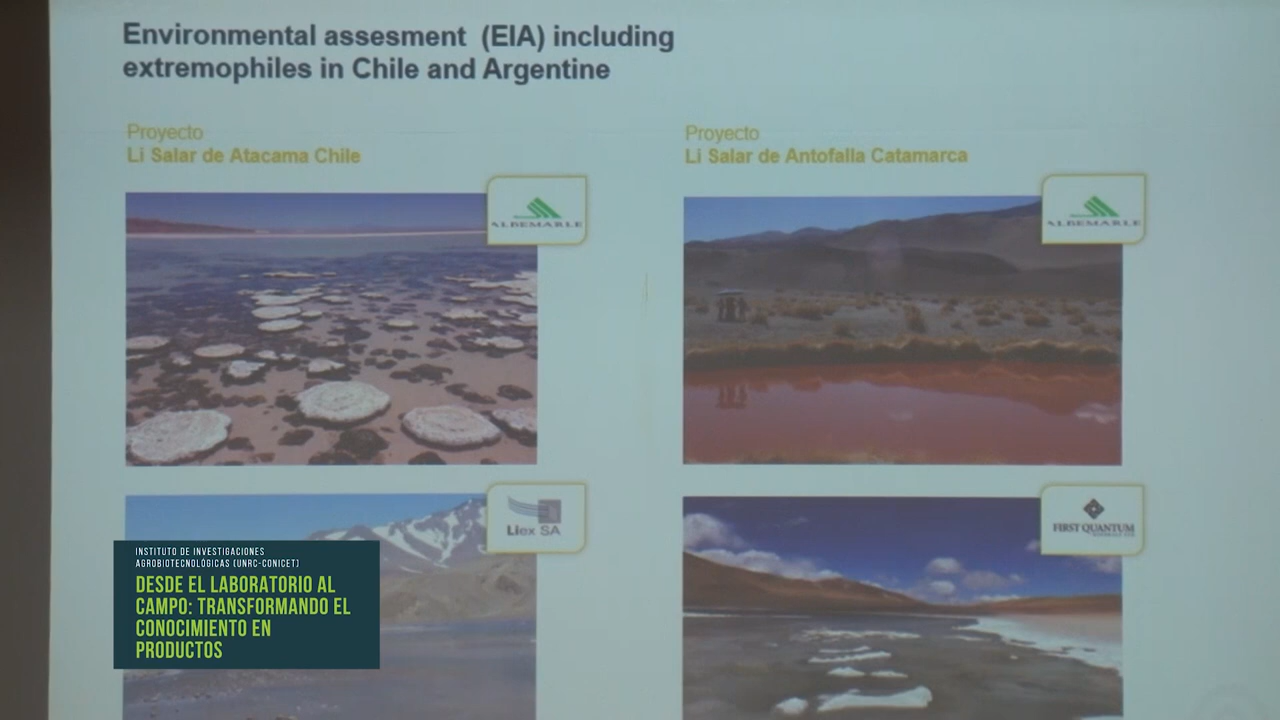 Environmental assesment (EIA) including
extremophiles in Chile and Argentine
Proyecto
Li Salar de Atacama Chile
Proyecto
Li Salar de Antofalla Catamarca
ALBEMARLE
ALBEMARLE
Liex SA
FIRST QUANTUM
INSTITUTO DE INVESTIGACIONES
AGROBIOTECNOLÓGICAS (UNRC-CONICET)
DESDE EL LABORATORIO AL
CAMPO: TRANSFORMANDO EL
CONOCIMIENTO EN
PRODUCTOS